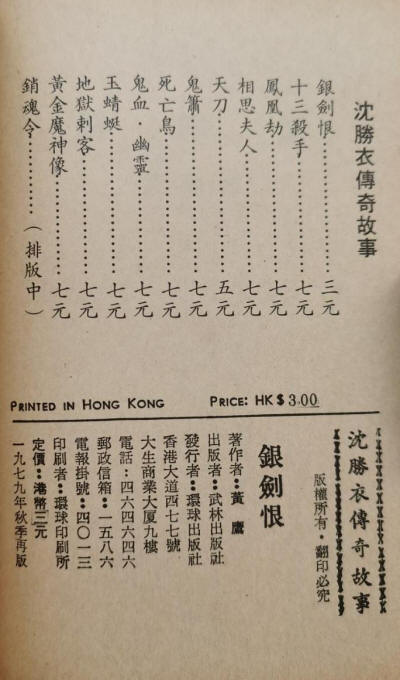 沈勝衣傳奇故事
銀劍恨…………三元
十三殺手…………七元
鳳凰劫…………七元
相思夫人…………七元
天刀…………五元
鬼簫…………七元
死亡鳥…………七元
鬼血·幽靈…………七元
玉蜻蜓…………七元
地獄刺客…………七元
黃金魔神像…………七元
銷魂令…………(排版中)
PRINTED IN HONG KONG PRICE: HK$3.00
沈勝衣傳奇故事
版權所有·翻印必究
銀劍恨
著作者:黃鷹
出版者:武林出版社
發行者:環球出版社
香港大道西四七七號
大生商業大厦九樓
電話:四六四六四六
郵政信箱:一五八六
電報掛號:四〇一三
印刷者:環球印刷所
定價:港幣三元
一九七九年秋季再版